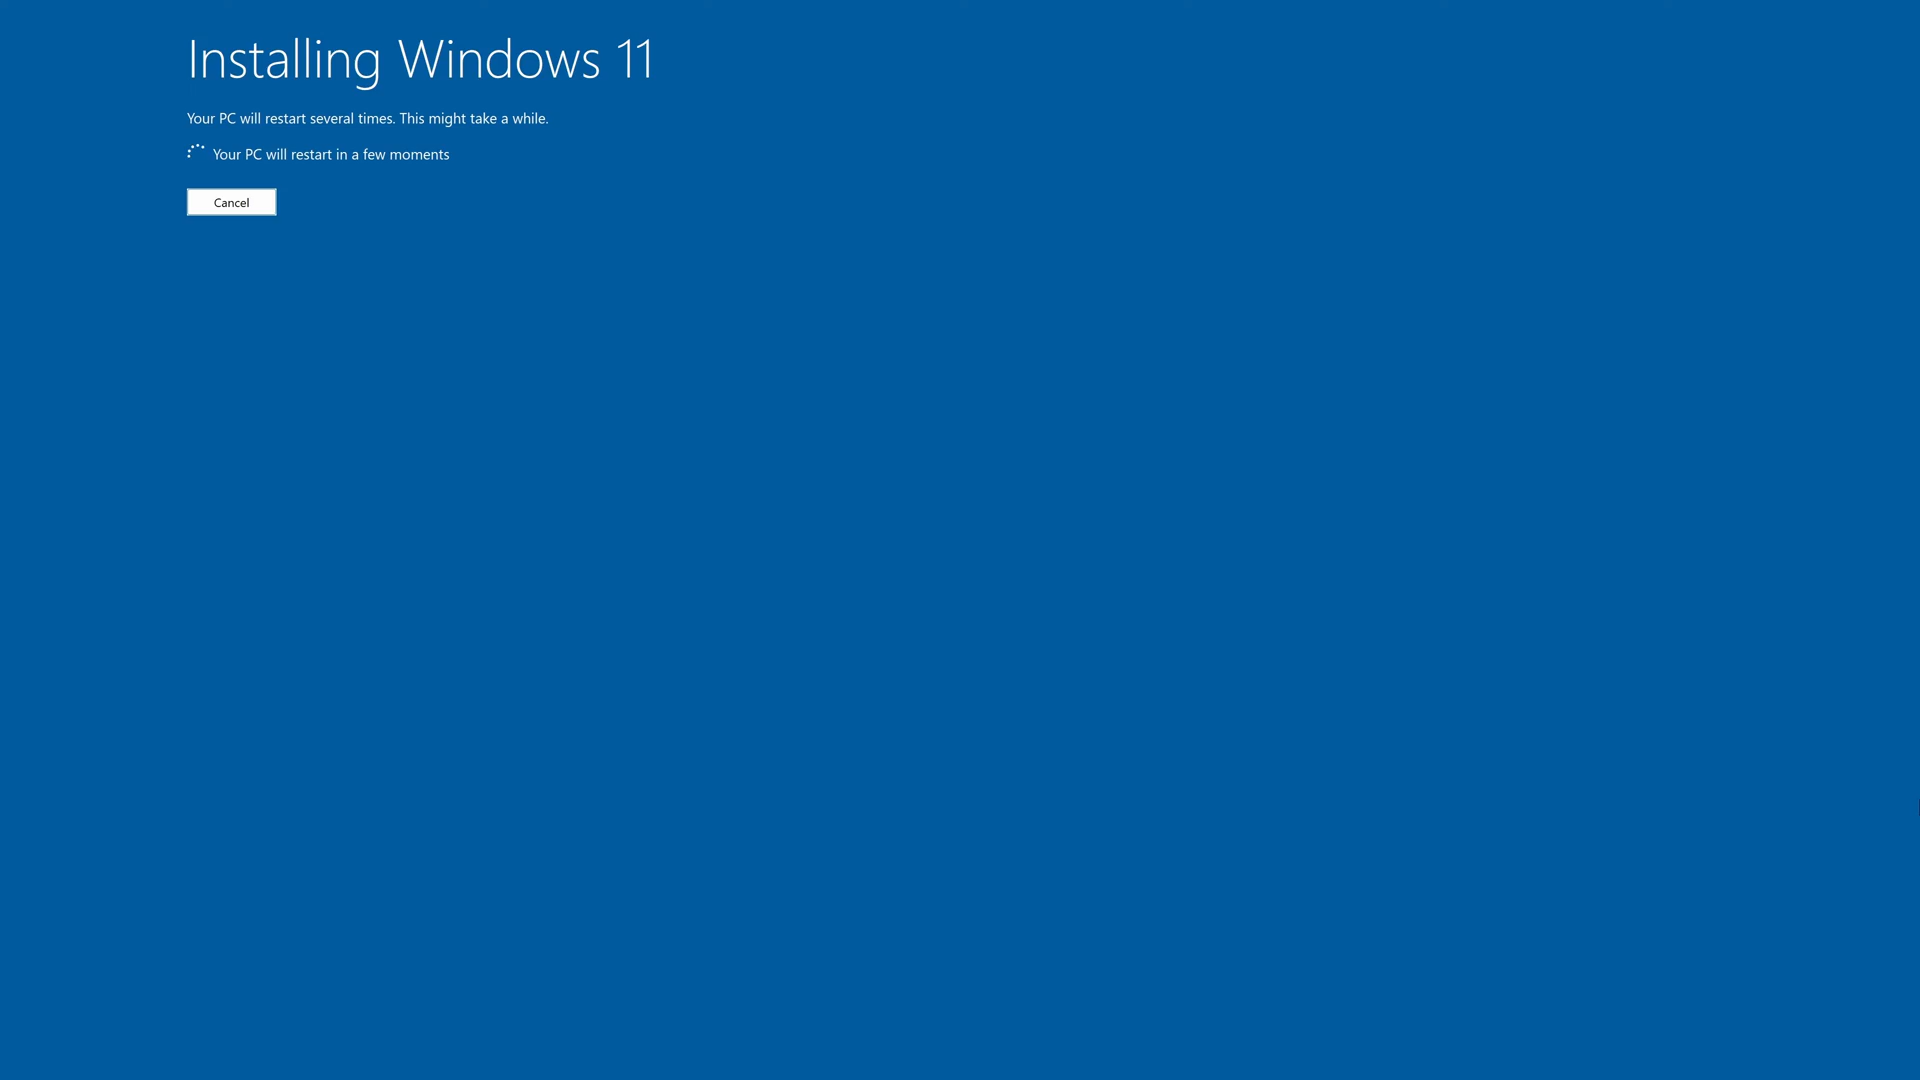 Installing Windows 11
Your PC will restart several times. This might take a while.
Your PC will restart in a few moments
Cancel